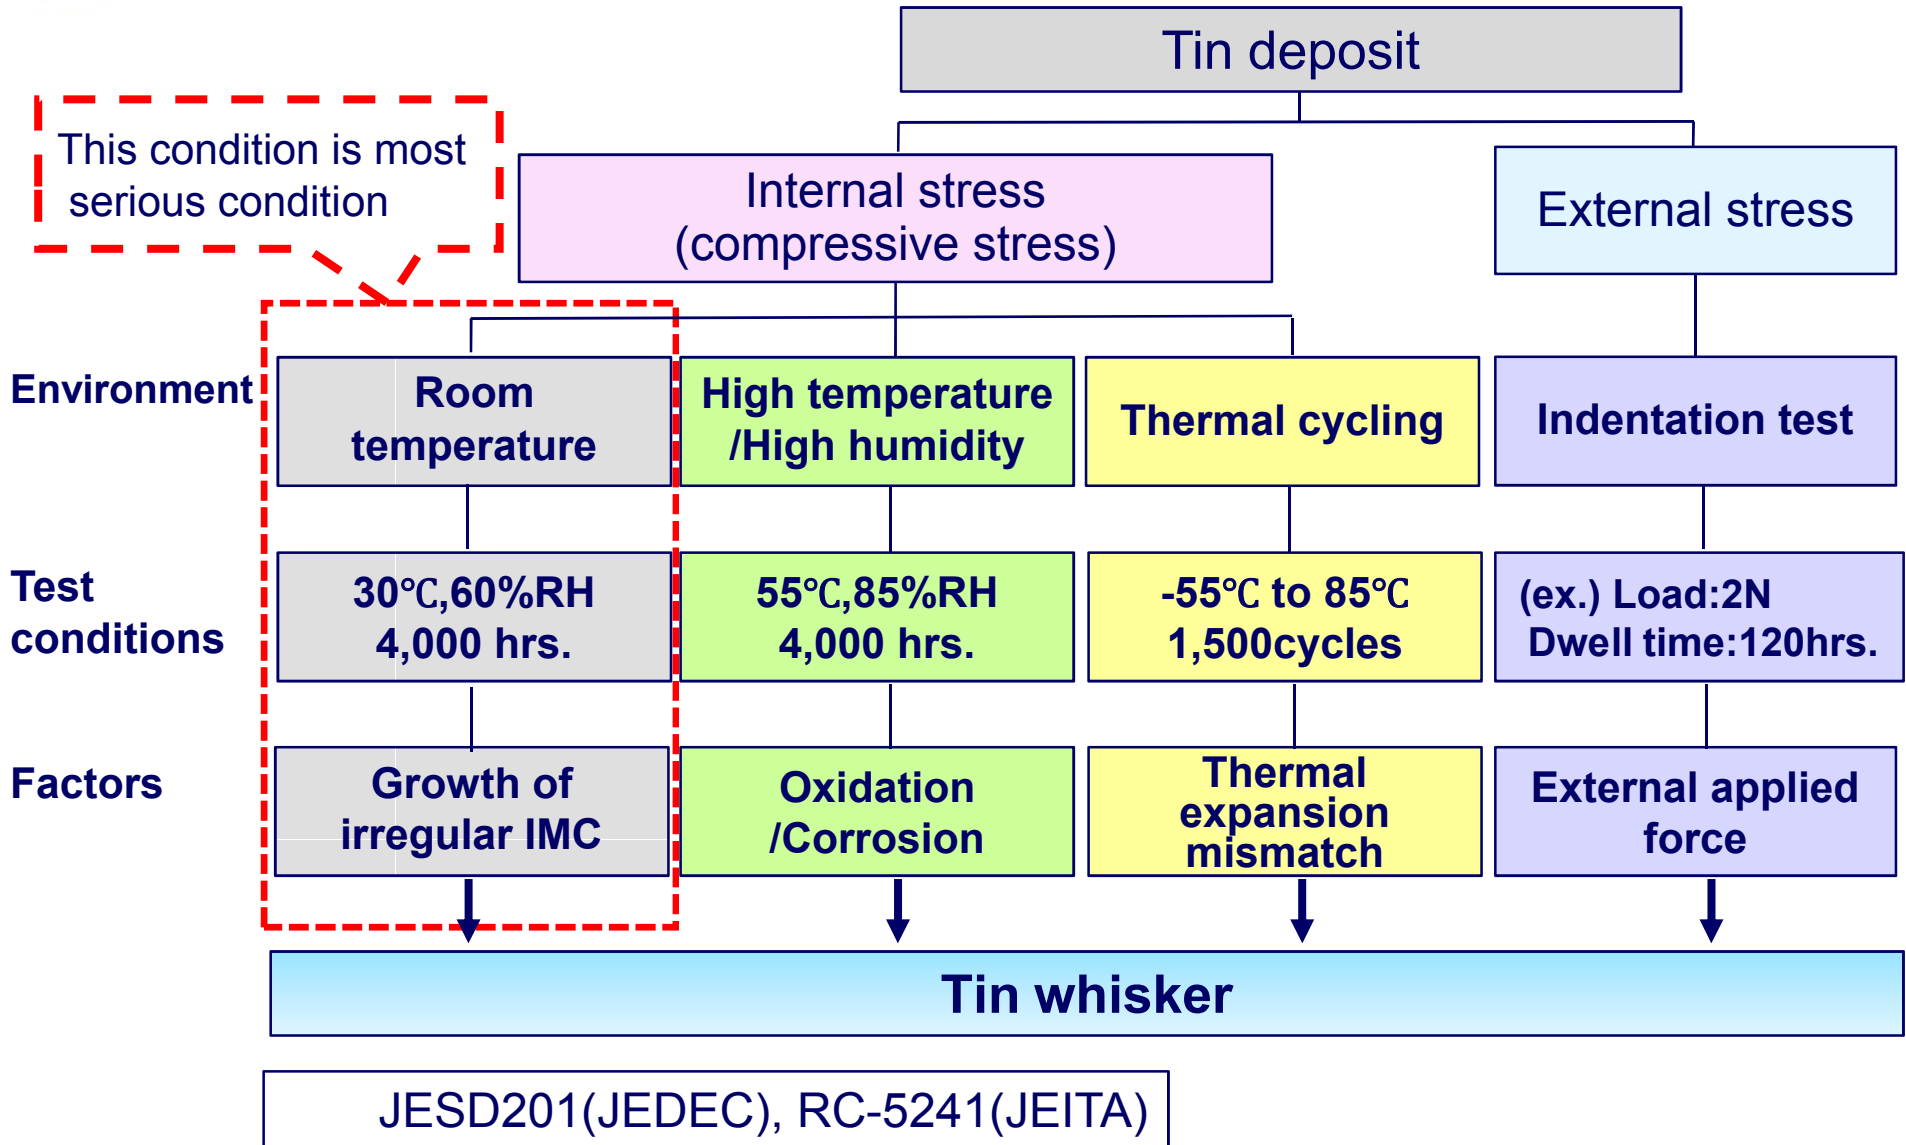 Tin deposit
This condition is most
serious condition
Internal stress
(compressive stress)
External stress
Environment
Room
temperature
High temperature
/High humidity
Thermal cycling
Indentation test
Test
conditions
30℃,60%RH
4,000 hrs.
55℃,85%RH
4,000 hrs.
-55℃ to 85℃
1,500cycles
(ex.) Load:2N
Dwell time:120hrs.
Factors
Growth of
irregular IMC
Oxidation
/Corrosion
Thermal
expansion
mismatch
External applied
force
Tin whisker
JESD201(JEDEC), RC-5241(JEITA)